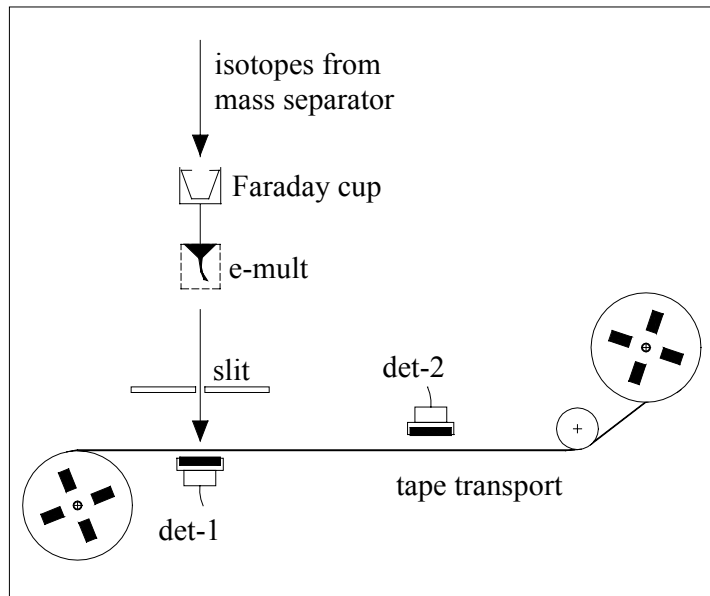 isotopes from
mass separator
Faraday cup
e-mult
slit
det-2
tape transport
det-1